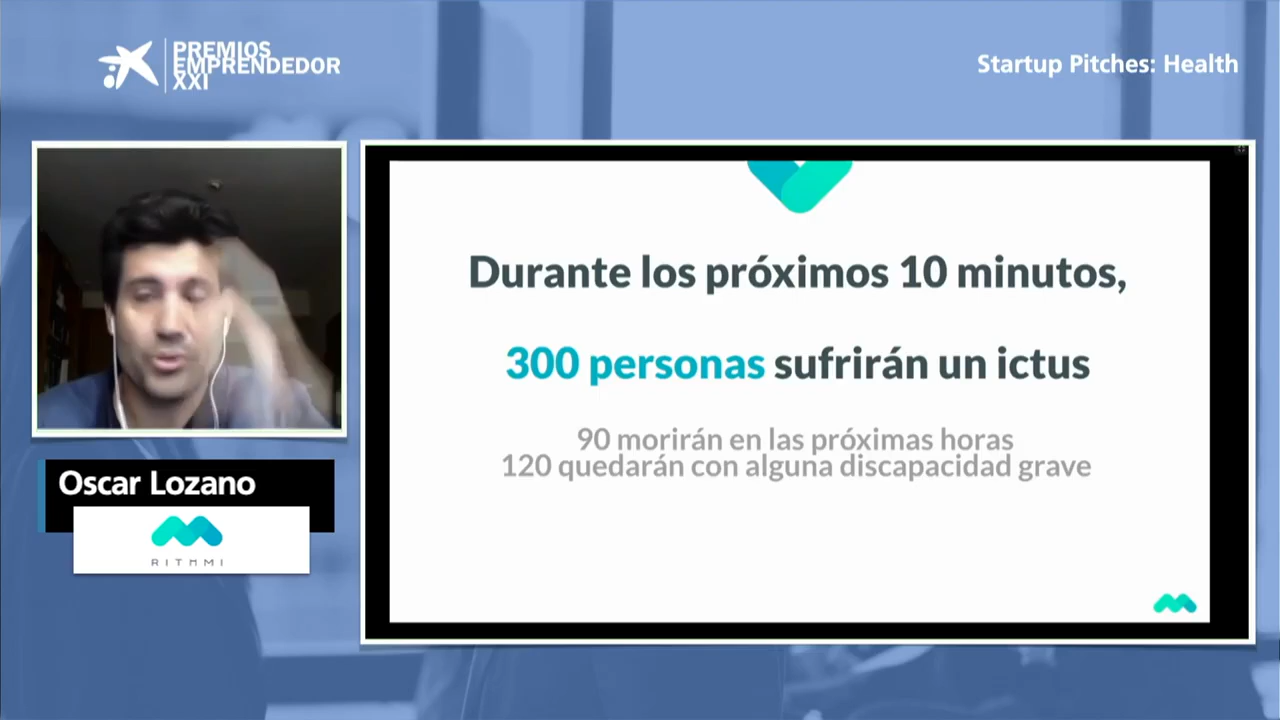 PREMIOS
EMPRENDEDOR
XXI
Startup Pitches: Health
Durante los próximos 10 minutos,
300 personas sufrirán un ictus
90 morirán en las próximas horas
120 quedarán con alguna discapacidad grave
Oscar Lozano
RITHMI